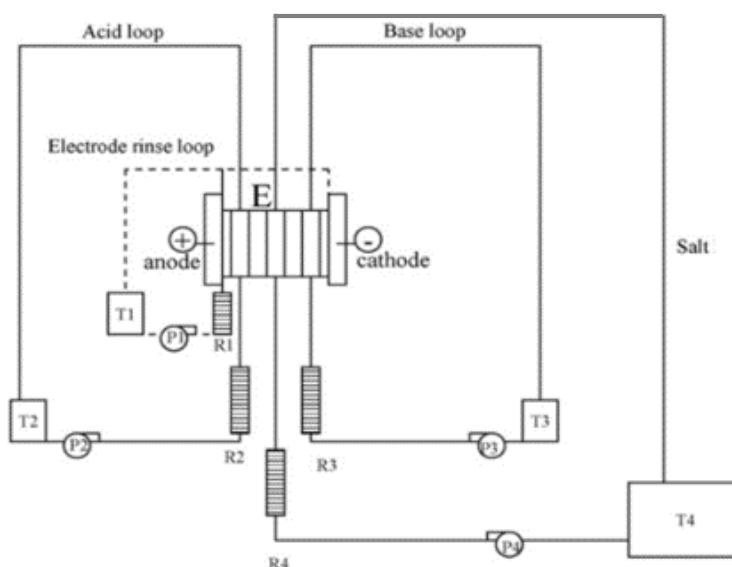 Acid loop
Base loop
Electrode rinse loop
E
+
-
anode
cathode
Salt
T1
P1
R1
T2
P2
R2
R3
P3
T3
R4
P4
T4